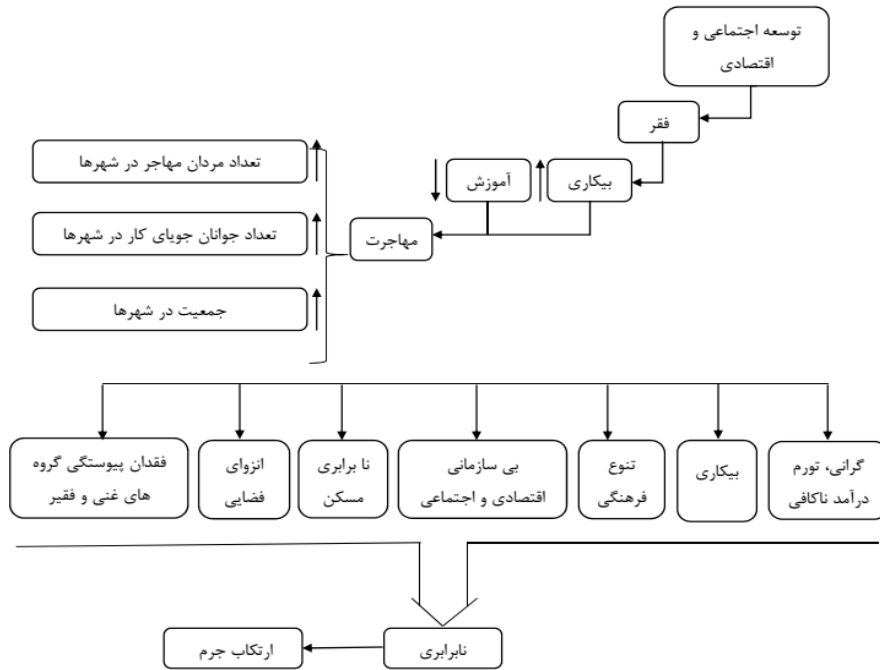 توسعه اجتماعی و
اقتصادی
فقر
بیکاری
آموزش
مهاجرت
تعداد مردان مهاجر در شهرها
تعداد جوانان جویای کار در شهرها
جمعیت در شهرها
گرانی، تورم
درآمد ناکافی
بیکاری
تنوع
فرهنگی
بی سازمانی
اقتصادی و اجتماعی
نا برابری
مسکن
انزوای
فضایی
فقدان پیوستگی گروه
های غنی و فقیر
نابرابری
ارتکاب جرم